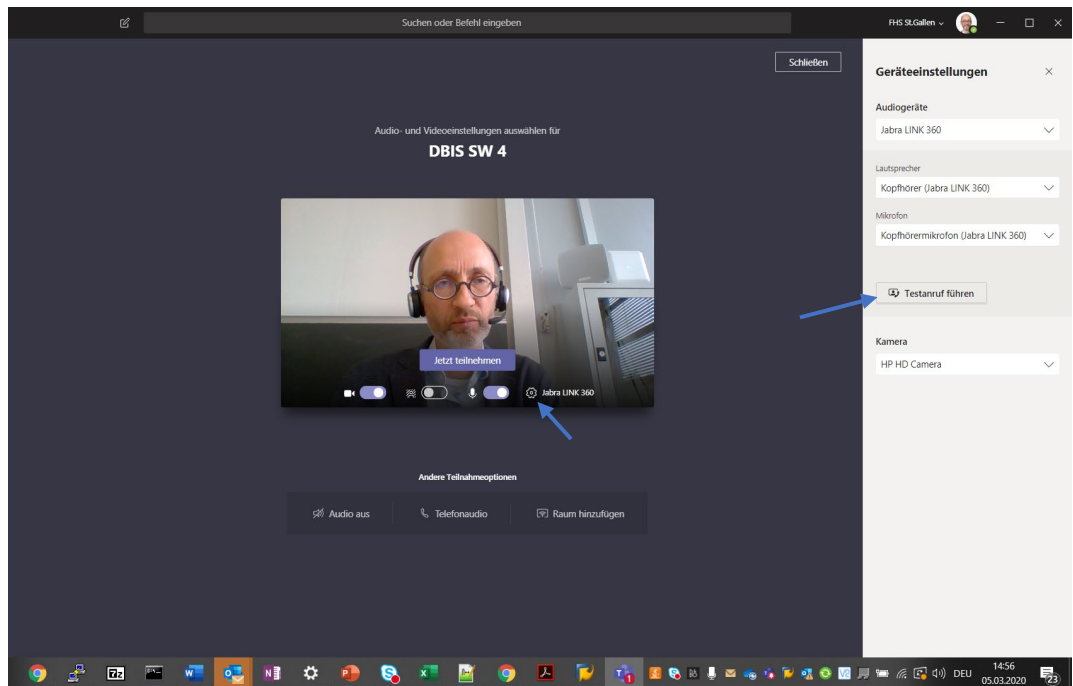 Suchen oder Befehl eingeben
FHS St.Gallen
Schließen
Geräteeinstellungen
Audiogeräte
Jabra LINK 360
Audio- und Videoeinstellungen auswählen für
DBIS SW 4
Lautsprecher
Kopfhörer (Jabra LINK 360)
Mikrofon
Kopfhörermikrofon (Jabra LINK 360)
Testanruf führen
Kamera
HP HD Camera
Jetzt teilnehmen
Jabra LINK 360
Andere Teilnahmeoptionen
Audio aus
Telefonaudio
Raum hinzufügen
DEU
14:56
05.03.2020
23